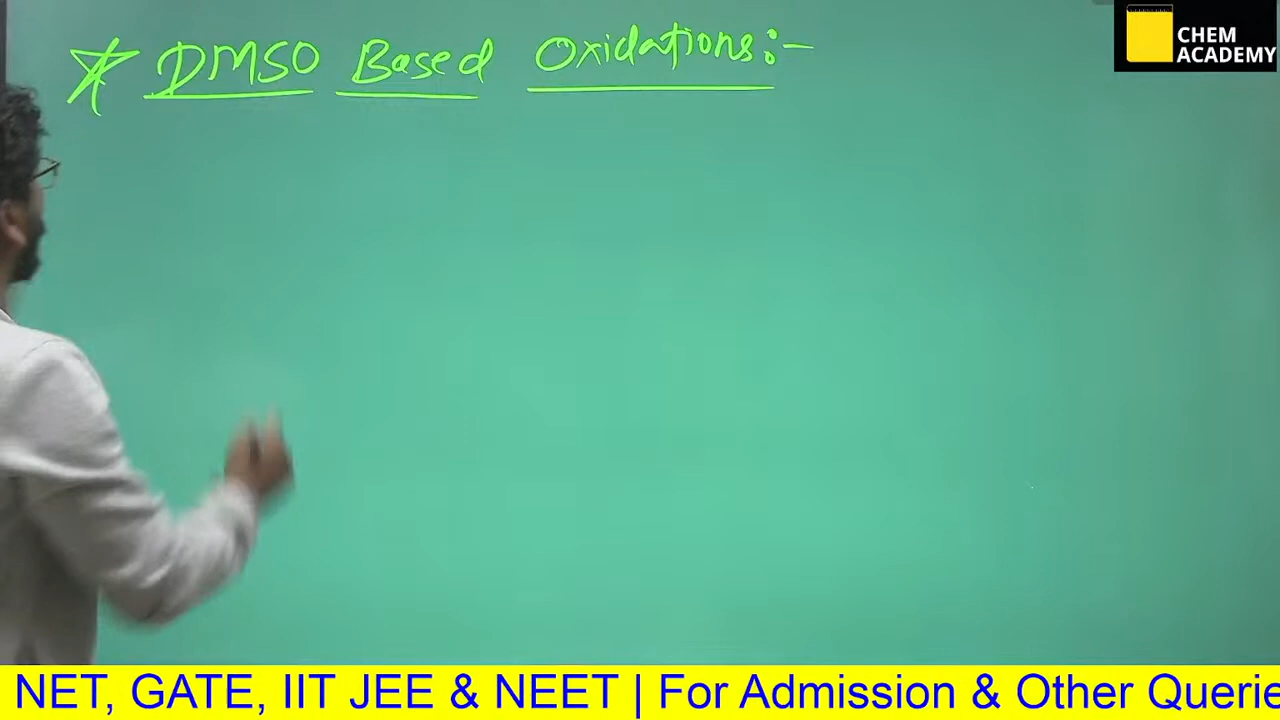 DMSO Based Oxidations:-
CHEM
ACADEMY
NET, GATE, IIT JEE & NEET | For Admission & Other Querie